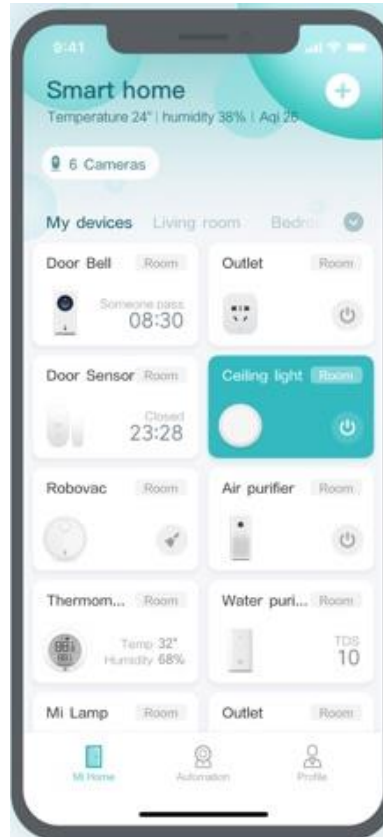 9:41
Smart home
Temperature 24° | humidity 38% | Aqi 26
6 Cameras
My devices Living room Bedr
Door Bell Room
Someone pass
08:30
Outlet Room
Door Sensor Room
Closed
23:28
Ceiling light Room
Robovac Room
Air purifier Room
Thermom... Room
Temp 32°
Humidity 68%
Water puri... Room
TDS
10
Mi Lamp Room
Outlet Room
Mi Home Automation Profile